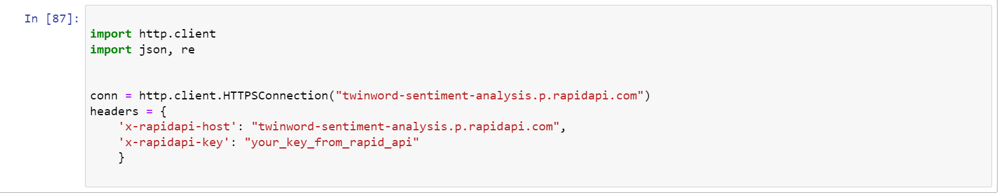 In [87]:
import http.client
import json, re
conn = http.client.HTTPSConnection("twinword-sentiment-analysis.p.rapidapi.com")
headers = {
    'x-rapidapi-host': "twinword-sentiment-analysis.p.rapidapi.com",
    'x-rapidapi-key': "your_key_from_rapid_api"
    }